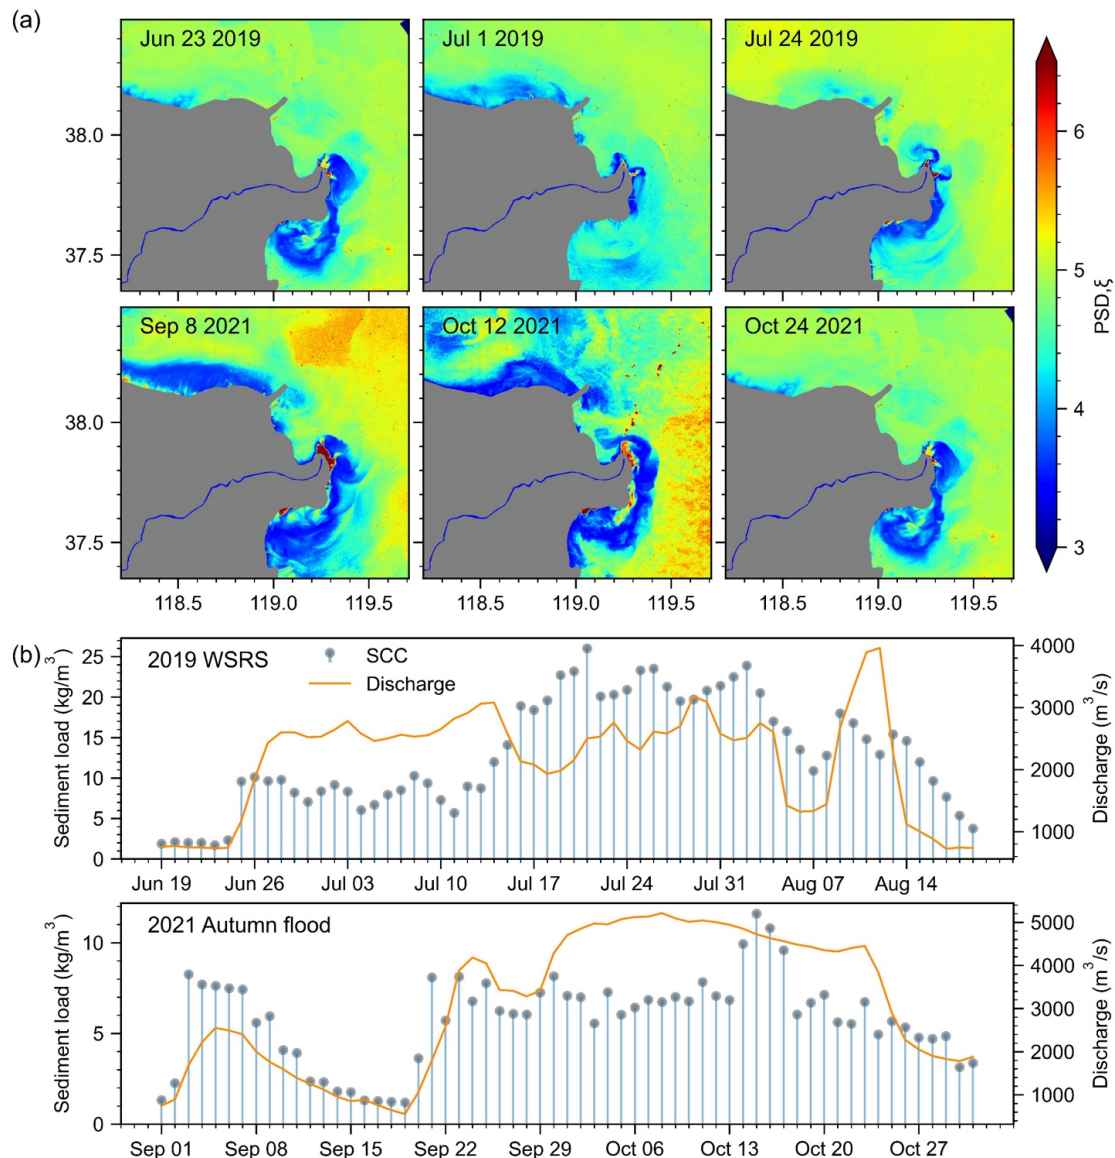 (a)
Jun 23 2019
Jul 1 2019
Jul 24 2019
38.0
37.5
Sep 8 2021
Oct 12 2021
Oct 24 2021
38.0
37.5
118.5 119.0 119.5
118.5 119.0 119.5
118.5 119.0 119.5
6
5
4
3
PSD,ξ
(b)
2019 WSRS
SCC
Discharge
Sediment load (kg/m³)
25
20
15
10
5
0
4000
3000
2000
1000
Discharge (m³/s)
Jun 19 Jun 26 Jul 03 Jul 10 Jul 17 Jul 24 Jul 31 Aug 07 Aug 14
2021 Autumn flood
Sediment load (kg/m³)
10
5
0
5000
4000
3000
2000
1000
Discharge (m³/s)
Sep 01 Sep 08 Sep 15 Sep 22 Sep 29 Oct 06 Oct 13 Oct 20 Oct 27